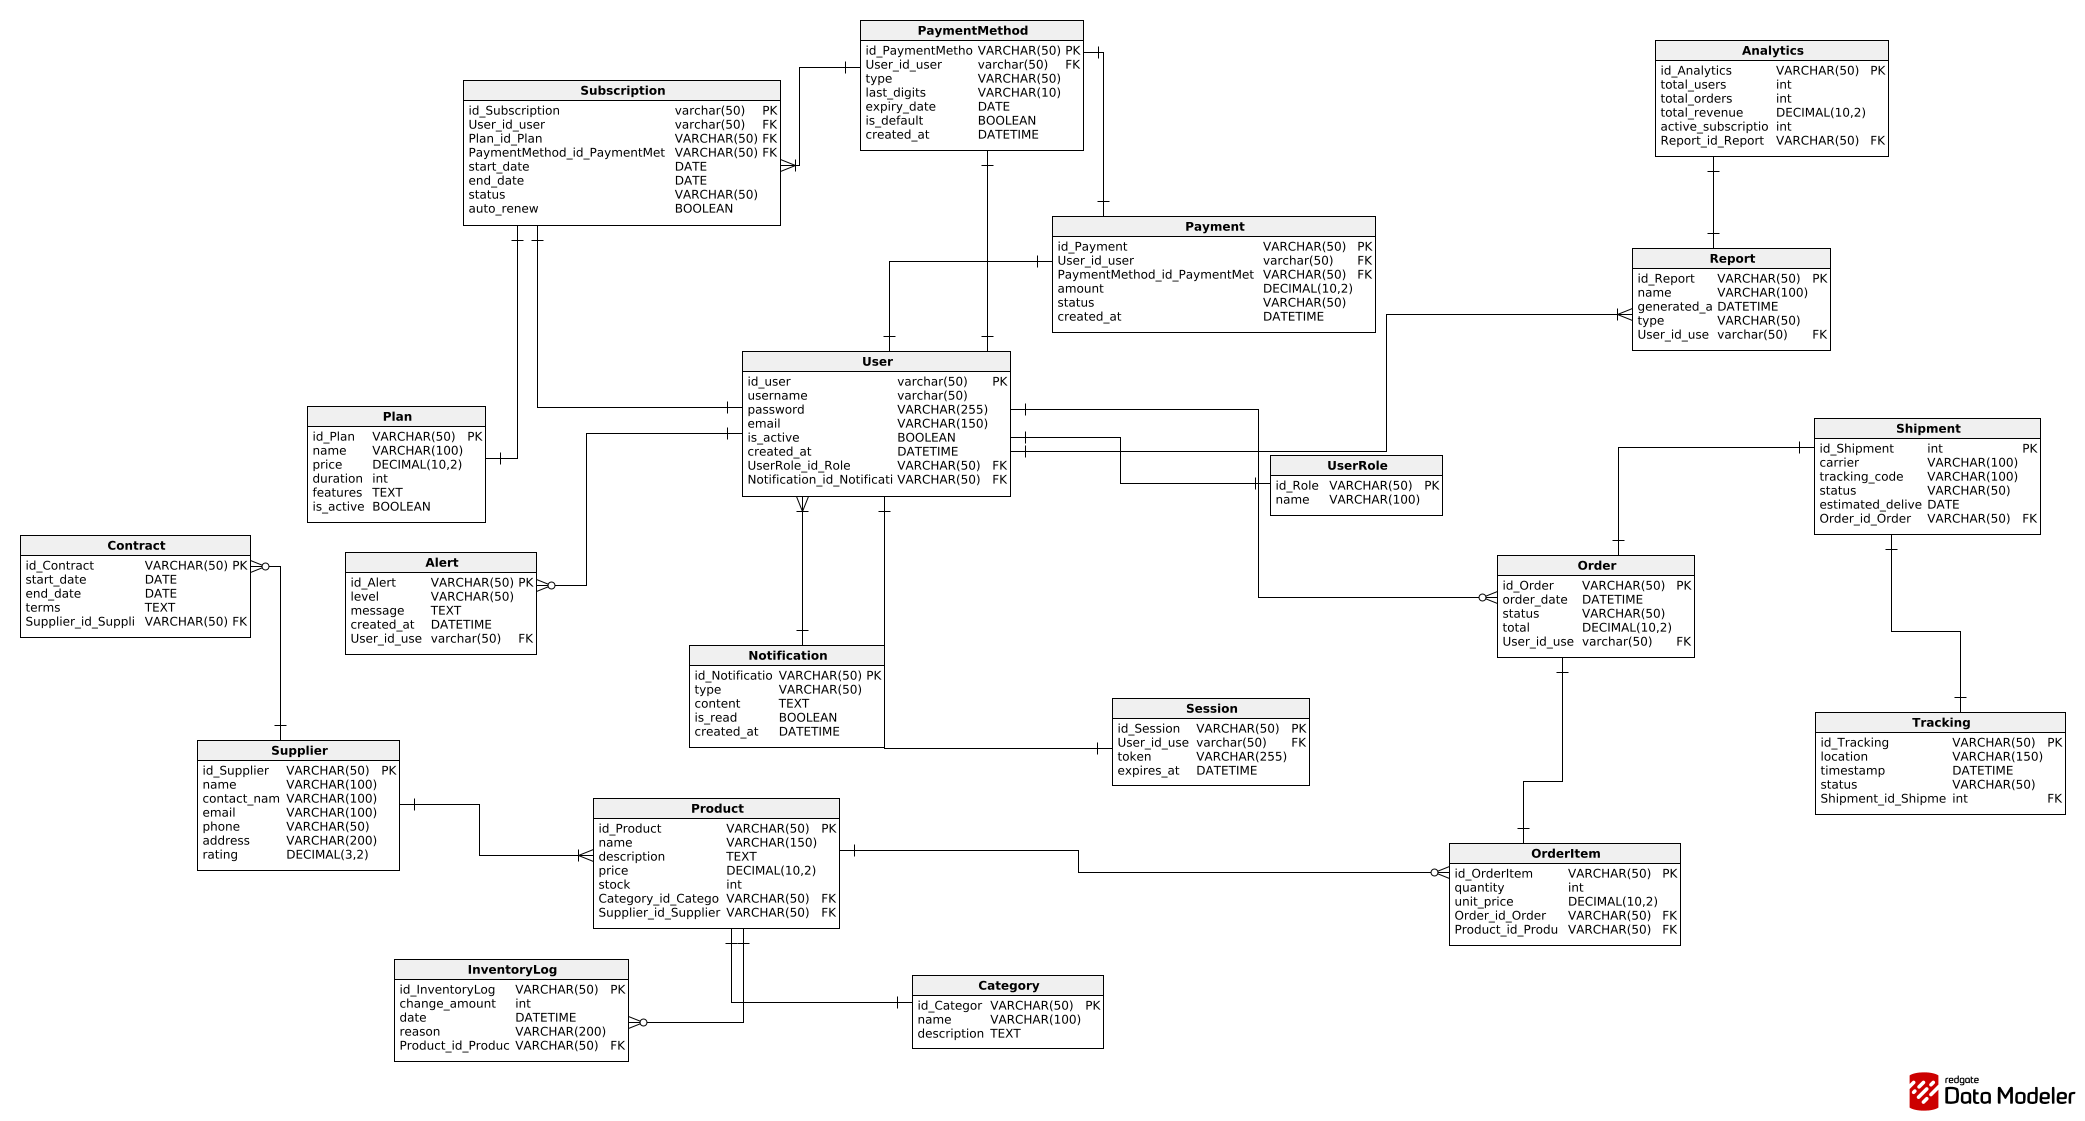 PaymentMethod
id_PaymentMetho VARCHAR(50) PK
User_id_user varchar(50) FK
type VARCHAR(50)
last_digits VARCHAR(10)
expiry_date DATE
is_default BOOLEAN
created_at DATETIME
Analytics
id_Analytics VARCHAR(50) PK
total_users int
total_orders int
total_revenue DECIMAL(10,2)
active_subscriptio int
Report_id_Report VARCHAR(50) FK
Subscription
id_Subscription varchar(50) PK
User_id_user varchar(50) FK
Plan_id_Plan VARCHAR(50) FK
PaymentMethod_id_PaymentMet VARCHAR(50) FK
start_date DATE
end_date DATE
status VARCHAR(50)
auto_renew BOOLEAN
Payment
id_Payment VARCHAR(50) PK
User_id_user varchar(50) FK
PaymentMethod_id_PaymentMet VARCHAR(50) FK
amount DECIMAL(10,2)
status VARCHAR(50)
created_at DATETIME
Report
id_Report VARCHAR(50) PK
name VARCHAR(100)
generated_a DATETIME
type VARCHAR(50)
User_id_use varchar(50) FK
User
id_user varchar(50) PK
username varchar(50)
password VARCHAR(255)
email VARCHAR(150)
is_active BOOLEAN
created_at DATETIME
UserRole_id_Role VARCHAR(50) FK
Notification_id_Notificati VARCHAR(50) FK
Plan
id_Plan VARCHAR(50) PK
name VARCHAR(100)
price DECIMAL(10,2)
duration int
features TEXT
is_active BOOLEAN
UserRole
id_Role VARCHAR(50) PK
name VARCHAR(100)
Shipment
id_Shipment int PK
carrier VARCHAR(100)
tracking_code VARCHAR(100)
status VARCHAR(50)
estimated_delive DATE
Order_id_Order VARCHAR(50) FK
Contract
id_Contract VARCHAR(50) PK
start_date DATE
end_date DATE
terms TEXT
Supplier_id_Suppli VARCHAR(50) FK
Alert
id_Alert VARCHAR(50) PK
level VARCHAR(50)
message TEXT
created_at DATETIME
User_id_use varchar(50) FK
Order
id_Order VARCHAR(50) PK
order_date DATETIME
status VARCHAR(50)
total DECIMAL(10,2)
User_id_use varchar(50) FK
Notification
id_Notificatio VARCHAR(50) PK
type VARCHAR(50)
content TEXT
is_read BOOLEAN
created_at DATETIME
Session
id_Session VARCHAR(50) PK
User_id_use varchar(50) FK
token VARCHAR(255)
expires_at DATETIME
Tracking
id_Tracking VARCHAR(50) PK
location VARCHAR(150)
timestamp DATETIME
status VARCHAR(50)
Shipment_id_Shipme int FK
Supplier
id_Supplier VARCHAR(50) PK
name VARCHAR(100)
contact_nam VARCHAR(100)
email VARCHAR(100)
phone VARCHAR(50)
address VARCHAR(200)
rating DECIMAL(3,2)
Product
id_Product VARCHAR(50) PK
name VARCHAR(150)
description TEXT
price DECIMAL(10,2)
stock int
Category_id_Catego VARCHAR(50) FK
Supplier_id_Supplier VARCHAR(50) FK
OrderItem
id_OrderItem VARCHAR(50) PK
quantity int
unit_price DECIMAL(10,2)
Order_id_Order VARCHAR(50) FK
Product_id_Produ VARCHAR(50) FK
InventoryLog
id_InventoryLog VARCHAR(50) PK
change_amount int
date DATETIME
reason VARCHAR(200)
Product_id_Produc VARCHAR(50) FK
Category
id_Categor VARCHAR(50) PK
name VARCHAR(100)
description TEXT
redgate
Data Modeler